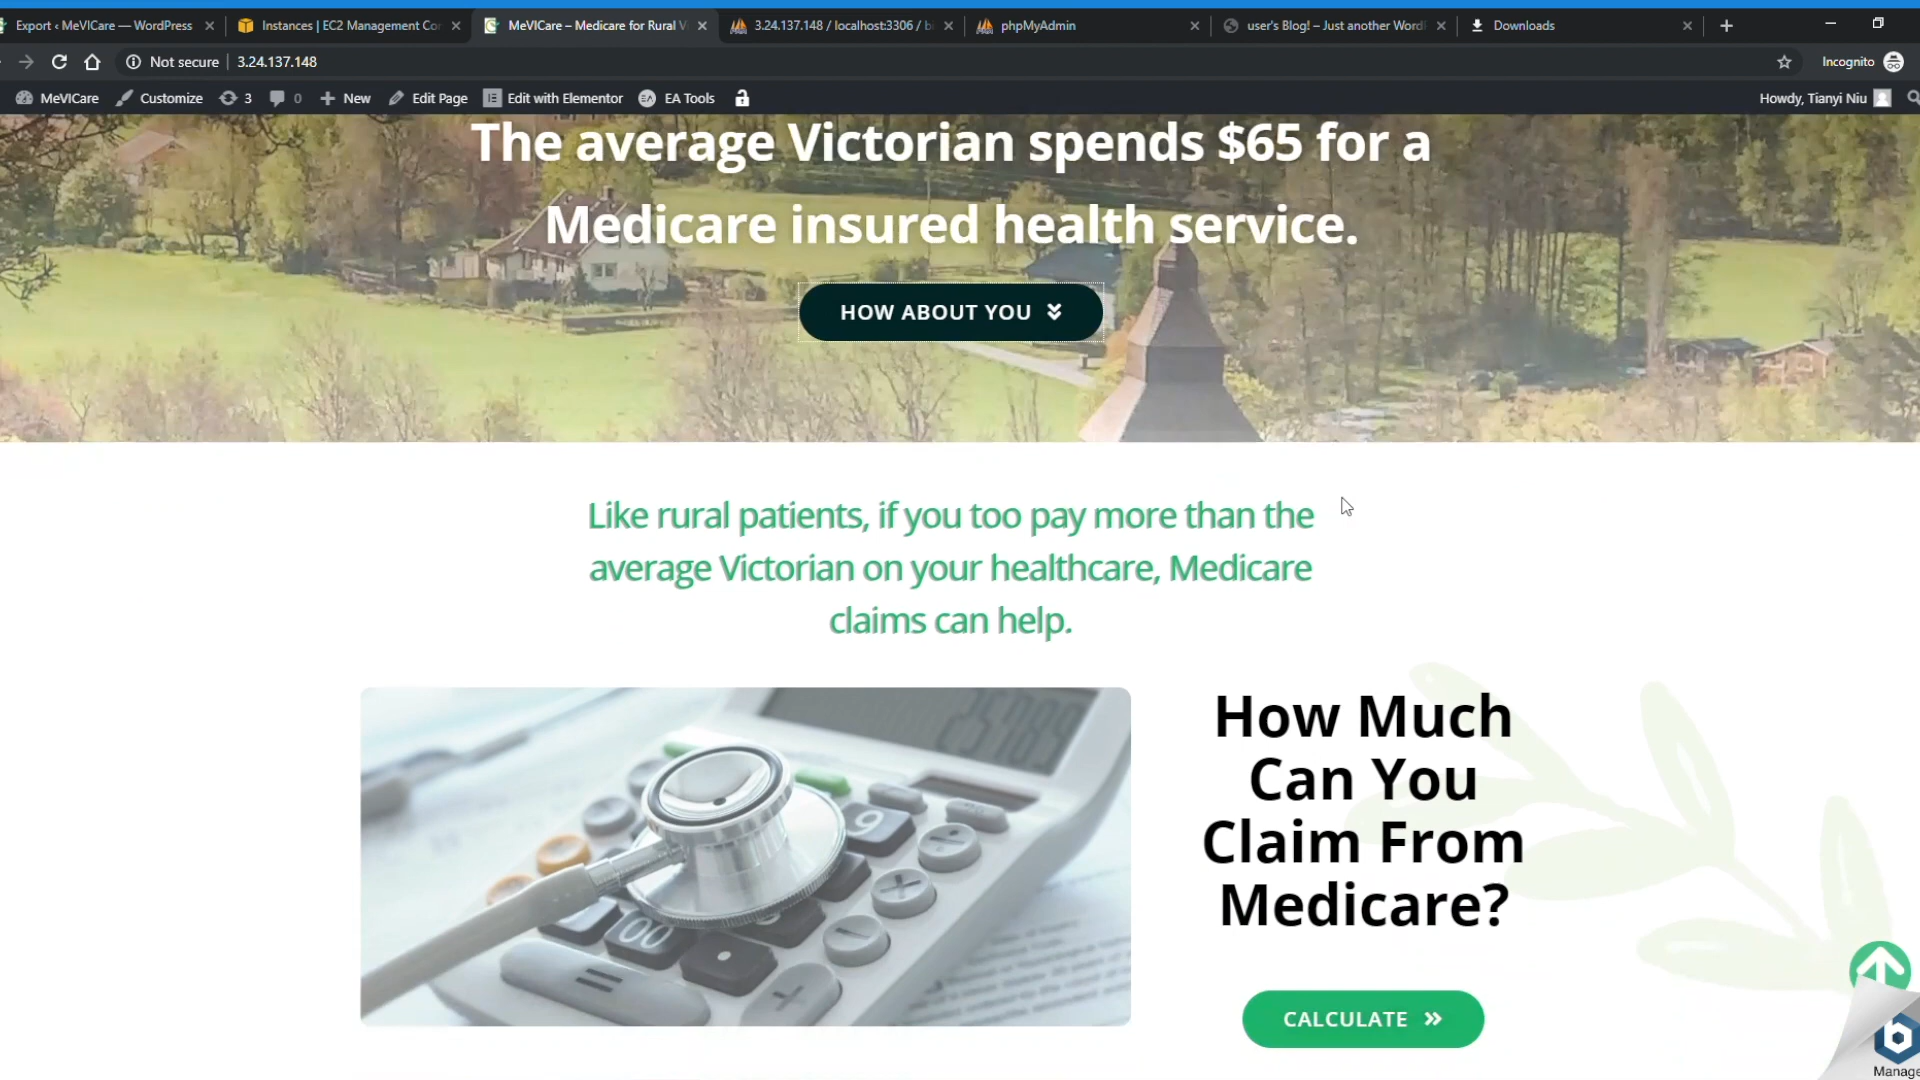 Export ‹ MeVICare — WordPress
Instances | EC2 Management Co
MeVICare – Medicare for Rural V
3.24.137.148 / localhost:3306 / b
phpMyAdmin
user's Blog! – Just another Word
Downloads
Not secure
3.24.137.148
Incognito
MeVICare
Customize
3
0
New
Edit Page
Edit with Elementor
EA Tools
Howdy, Tianyi Niu
The average Victorian spends $65 for a
Medicare insured health service.
HOW ABOUT YOU
Like rural patients, if you too pay more than the
average Victorian on your healthcare, Medicare
claims can help.
How Much
Can You
Claim From
Medicare?
CALCULATE
9
00
b
Manage